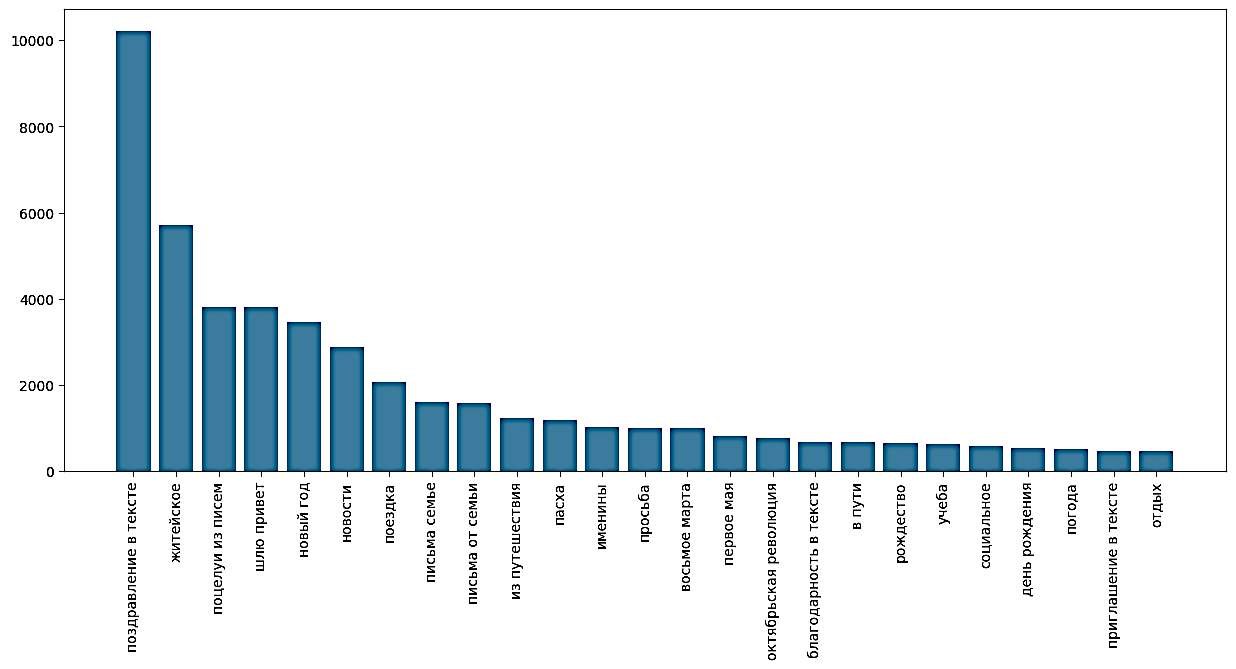 10000
8000
6000
4000
2000
0
поздравление в тексте
житейское
поцелуи из писем
шлю привет
новый год
новости
поездка
письма семье
письма от семьи
из путешествия
пасха
именины
просьба
восьмое марта
первое мая
октябрьская революция
благодарность в тексте
в пути
рождество
учеба
социальное
день рождения
погода
приглашение в тексте
отдых